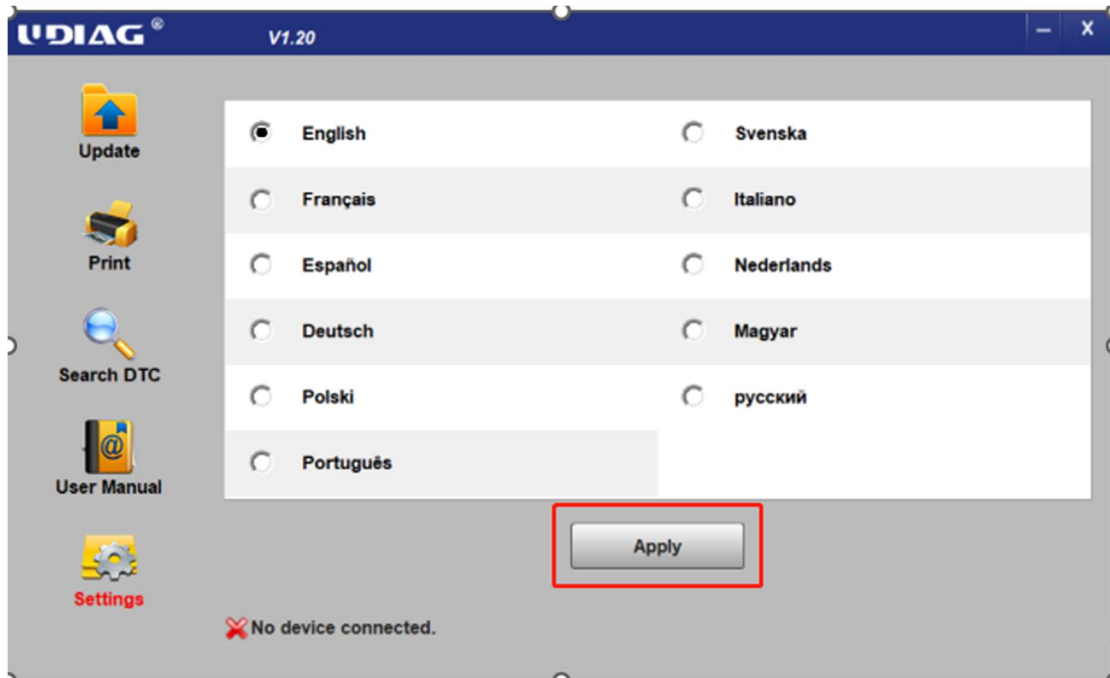 UDIAG®
V1.20
— X
Update
Print
Search DTC
User Manual
Settings
English
Svenska
Français
Italiano
Español
Nederlands
Deutsch
Magyar
Polski
русский
Português
Apply
No device connected.